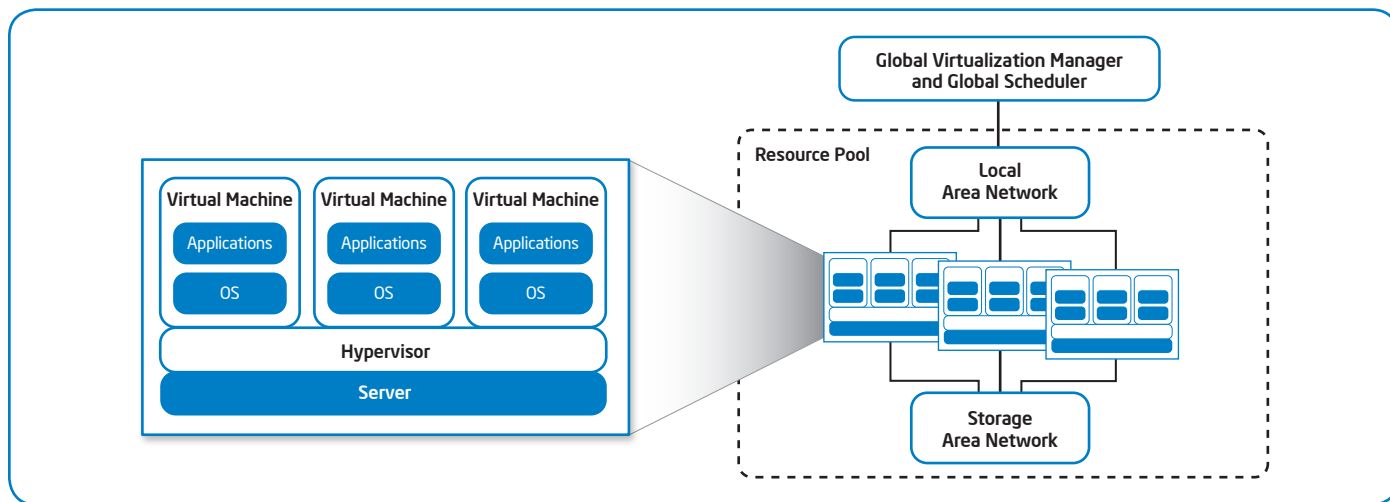 Global Virtualization Manager
and Global Scheduler
Resource Pool
Local
Area Network
Virtual Machine
Virtual Machine
Virtual Machine
Applications
Applications
Applications
OS
OS
OS
Hypervisor
Server
Storage
Area Network